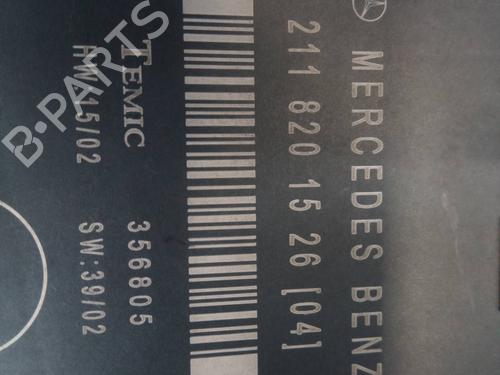 MERCEDES BENZ
211 820 15 26 [04]
TEMIC 356805
HW:15/02 SW:39/02
B-PARTS